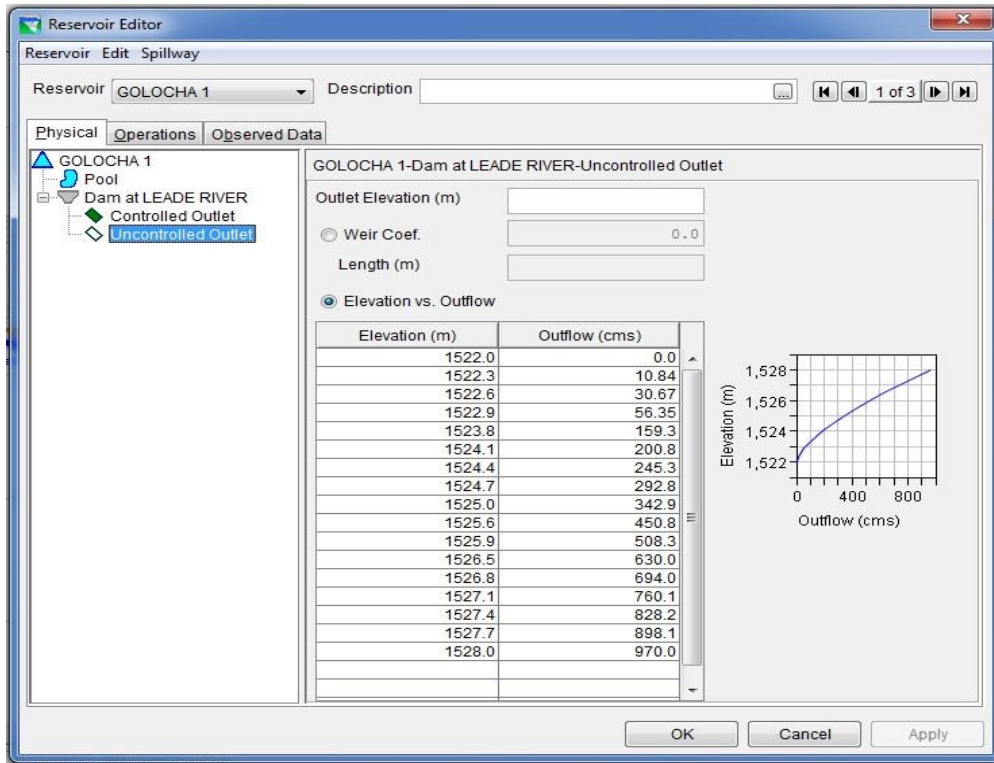 Reservoir Editor
Reservoir Edit Spillway
Reservoir GOLOCHA 1 Description ... 1 of 3
Physical Operations Observed Data
GOLOCHA 1
Pool
Dam at LEADE RIVER
Controlled Outlet
Uncontrolled Outlet
GOLOCHA 1-Dam at LEADE RIVER-Uncontrolled Outlet
Outlet Elevation (m)
Weir Coef. 0.0
Length (m)
Elevation vs. Outflow
Elevation (m) Outflow (cms)
1522.0 0.0
1522.3 10.84
1522.6 30.67
1522.9 56.35
1523.8 159.3
1524.1 200.8
1524.4 245.3
1524.7 292.8
1525.0 342.9
1525.6 450.8
1525.9 508.3
1526.5 630.0
1526.8 694.0
1527.1 760.1
1527.4 828.2
1527.7 898.1
1528.0 970.0
Elevation (m)
1,528
1,526
1,524
1,522
0 400 800
Outflow (cms)
OK Cancel Apply